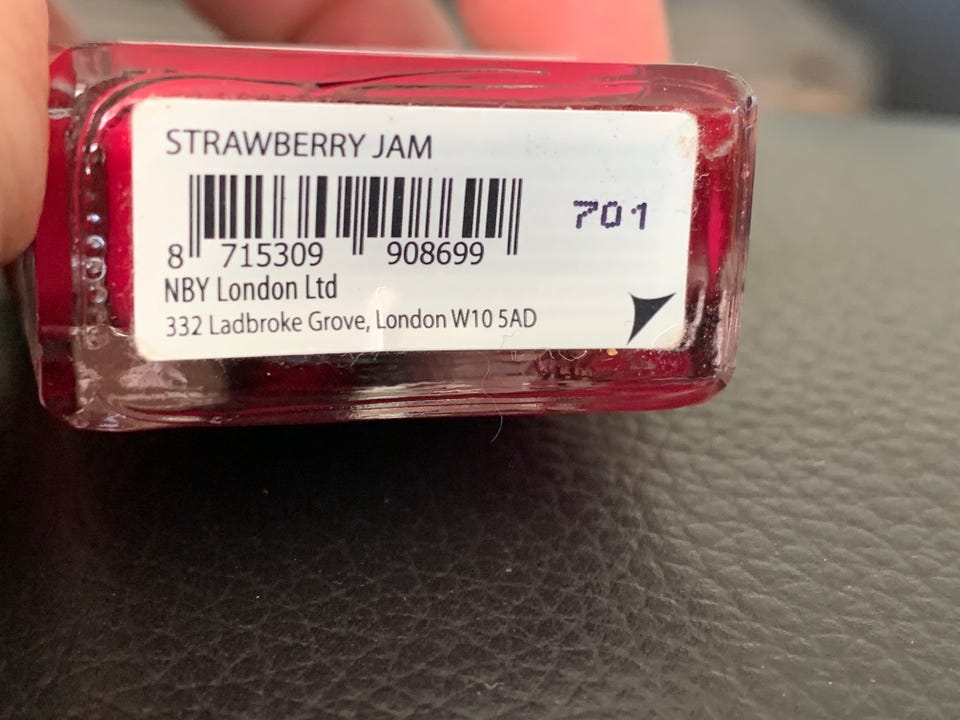 STRAWBERRY JAM
701
8 715309 908699
NBY London Ltd
332 Ladbroke Grove, London W10 5AD